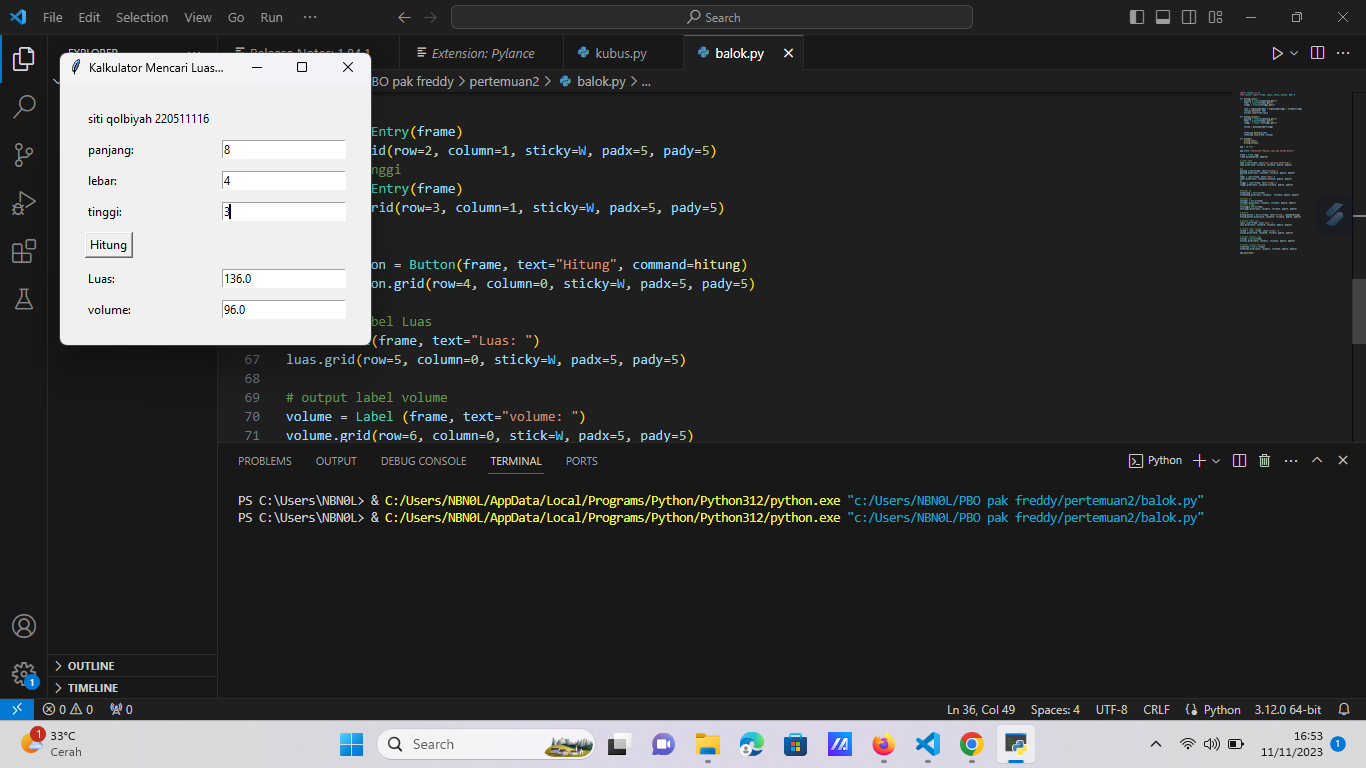 File Edit Selection View Go Run ···
Search
EXPLORER
Release Notes: 1.84.1
Extension: Pylance
kubus.py
balok.py
Kalkulator Mencari Luas...
BO pak freddy > pertemuan2 > balok.py > ...
siti qolbiyah 220511116
panjang: 8
lebar: 4
tinggi: 3
Hitung
Luas: 136.0
volume: 96.0
Entry(frame)
id(row=2, column=1, sticky=W, padx=5, pady=5)
nggi
Entry(frame)
rid(row=3, column=1, sticky=W, padx=5, pady=5)
on = Button(frame, text="Hitung", command=hitung)
on.grid(row=4, column=0, sticky=W, padx=5, pady=5)
bel Luas
(frame, text="Luas: ")
67 luas.grid(row=5, column=0, sticky=W, padx=5, pady=5)
68
69 # output label volume
70 volume = Label (frame, text="volume: ")
71 volume.grid(row=6, column=0, stick=W, padx=5, pady=5)
PROBLEMS OUTPUT DEBUG CONSOLE TERMINAL PORTS
Python
PS C:\Users\NBN0L> & C:/Users/NBN0L/AppData/Local/Programs/Python/Python312/python.exe "c:/Users/NBN0L/PBO pak freddy/pertemuan2/balok.py"
PS C:\Users\NBN0L> & C:/Users/NBN0L/AppData/Local/Programs/Python/Python312/python.exe "c:/Users/NBN0L/PBO pak freddy/pertemuan2/balok.py"
OUTLINE
TIMELINE
1
0 0 0
Ln 36, Col 49 Spaces: 4 UTF-8 CRLF Python 3.12.0 64-bit
1
33°C
Cerah
Search
16:53
11/11/2023
1